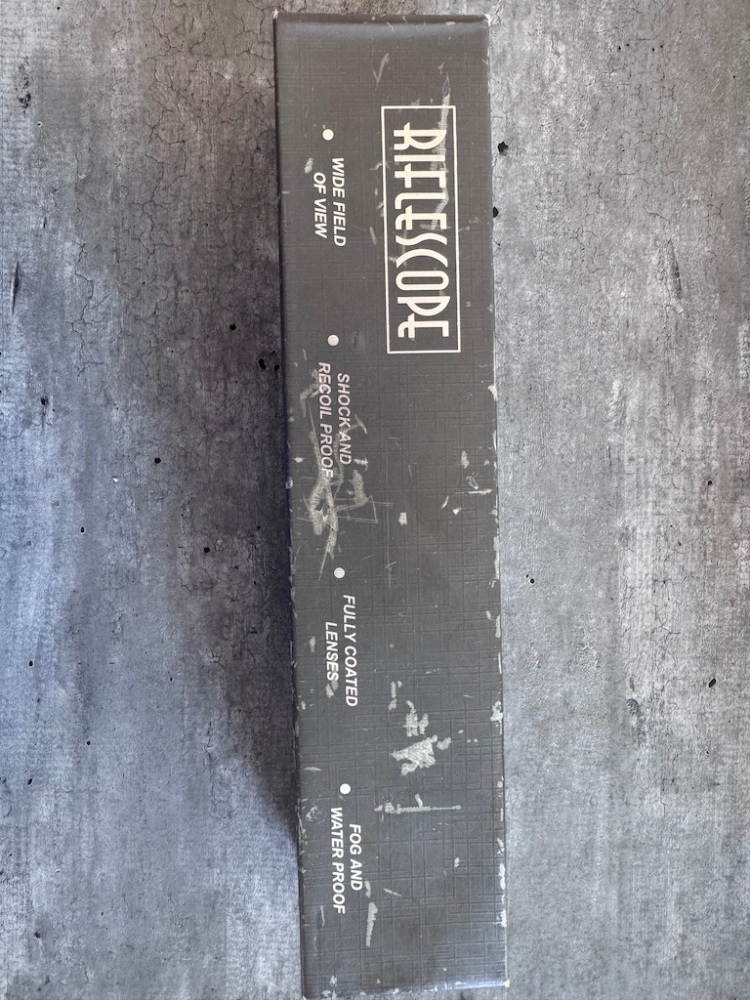 RIFLESCOPE
WIDE FIELD
OF VIEW
SHOCK AND
RECOIL PROOF
FULLY COATED
LENSES
FOG AND
WATER PROOF